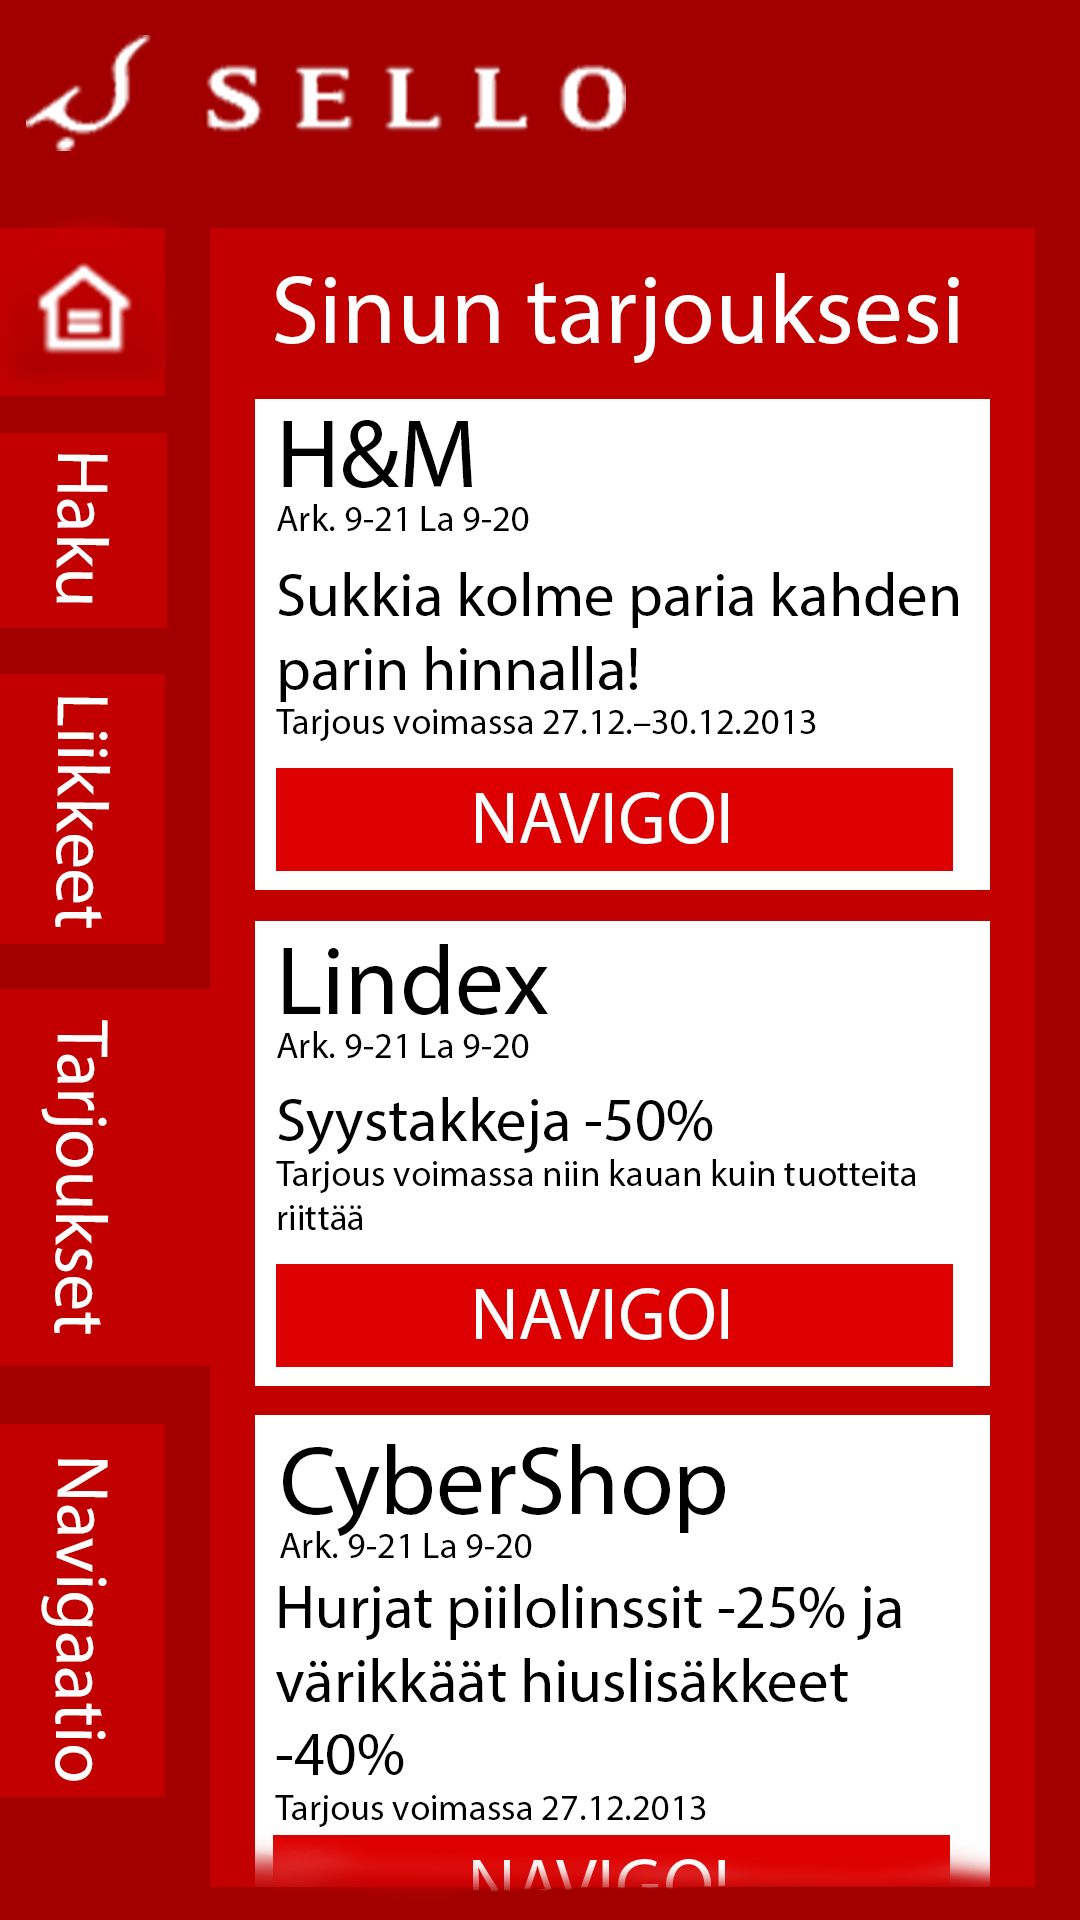 SELLO
Sinun tarjouksesi
Haku
Liikkeet
Tarjoukset
Navigaatio
H&M
Ark. 9-21 La 9-20
Sukkia kolme paria kahden
parin hinnalla!
Tarjous voimassa 27.12.–30.12.2013
NAVIGOI
Lindex
Ark. 9-21 La 9-20
Syystakkeja -50%
Tarjous voimassa niin kauan kuin tuotteita
riittää
NAVIGOI
CyberShop
Ark. 9-21 La 9-20
Hurjat piilolinssit -25% ja
värikkäät hiuslisäkkeet
-40%
Tarjous voimassa 27.12.2013
NAVIGOI